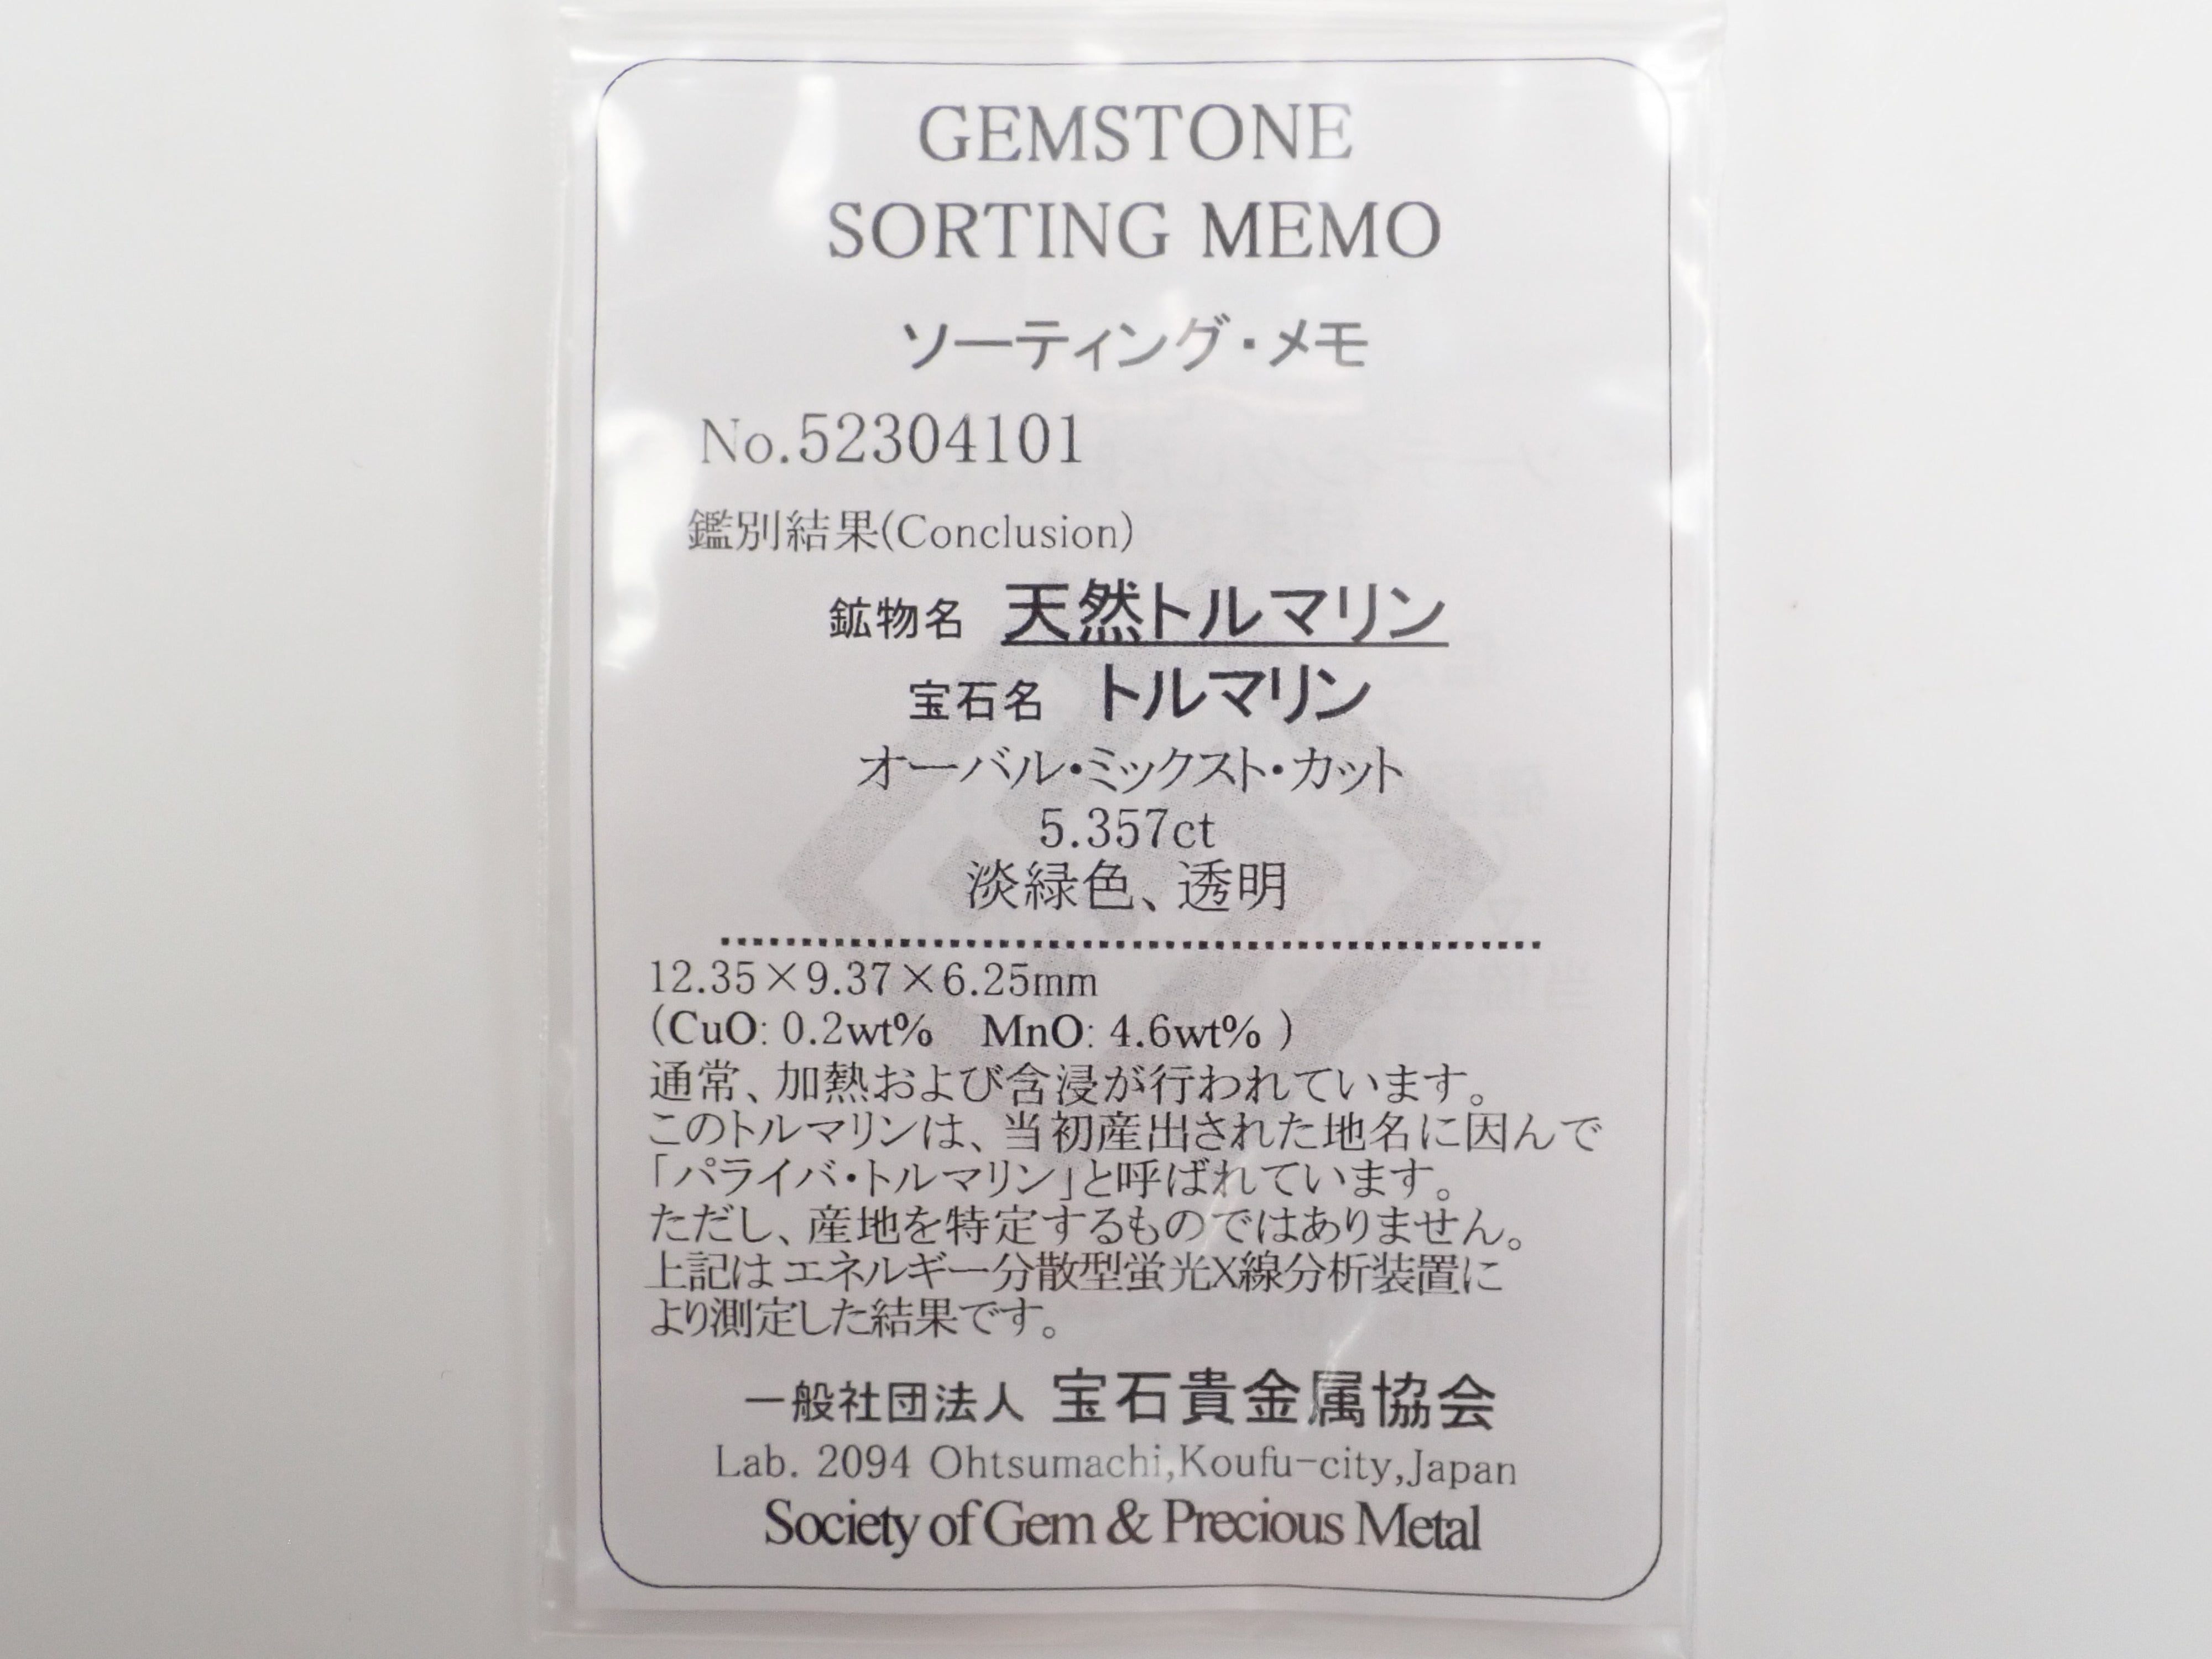 GEMSTONE
SORTING MEMO
ソーティング・メモ
No.52304101
鑑別結果(Conclusion)
鉱物名 天然トルマリン
宝石名 トルマリン
オーバル・ミックスト・カット
5.357ct
淡緑色、透明
12.35×9.37×6.25mm
(CuO: 0.2wt% MnO: 4.6wt% )
通常、加熱および含浸が行われています。
このトルマリンは、当初産出された地名に因んで
「パライバ・トルマリン」と呼ばれています。
ただし、産地を特定するものではありません。
上記はエネルギー分散型蛍光X線分析装置に
より測定した結果です。
一般社団法人 宝石貴金属協会
Lab. 2094 Ohtsumachi,Koufu-city,Japan
Society of Gem & Precious Metal